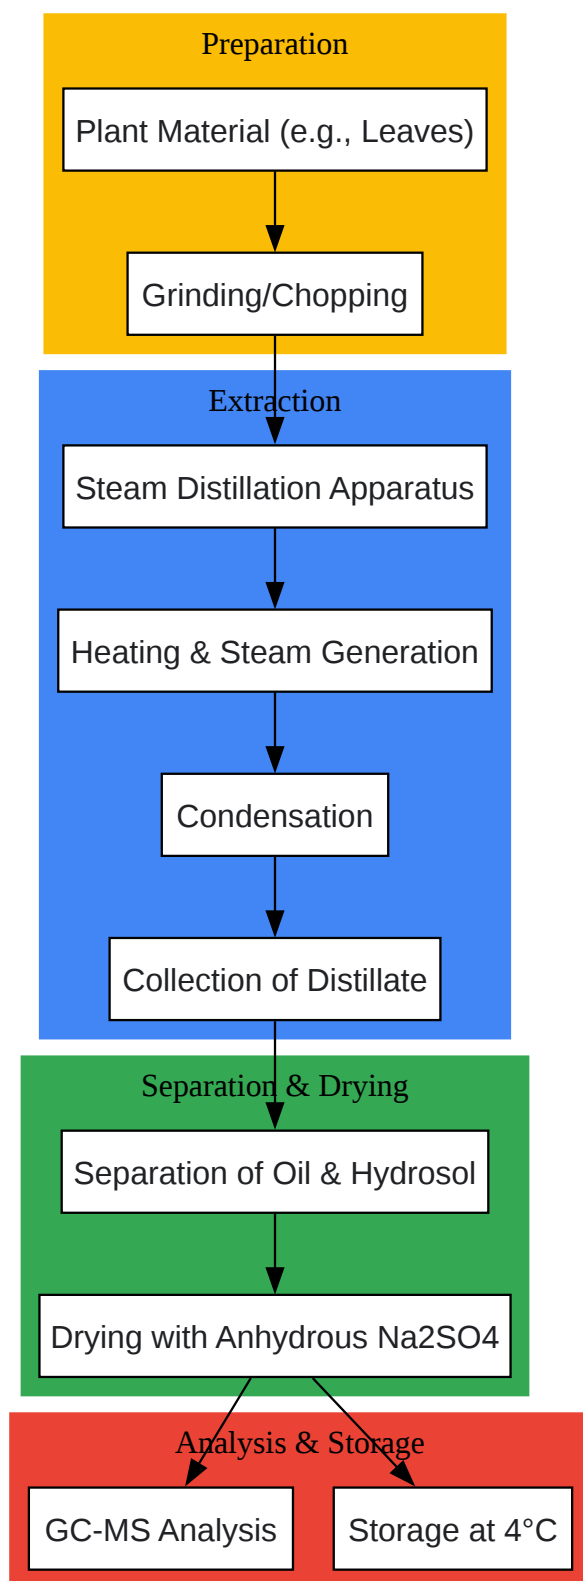 Preparation
Plant Material (e.g., Leaves)
Grinding/Chopping
Extraction
Steam Distillation Apparatus
Heating & Steam Generation
Condensation
Collection of Distillate
Separation & Drying
Separation of Oil & Hydrosol
Drying with Anhydrous Na2SO4
Analysis & Storage
GC-MS Analysis
Storage at 4°C